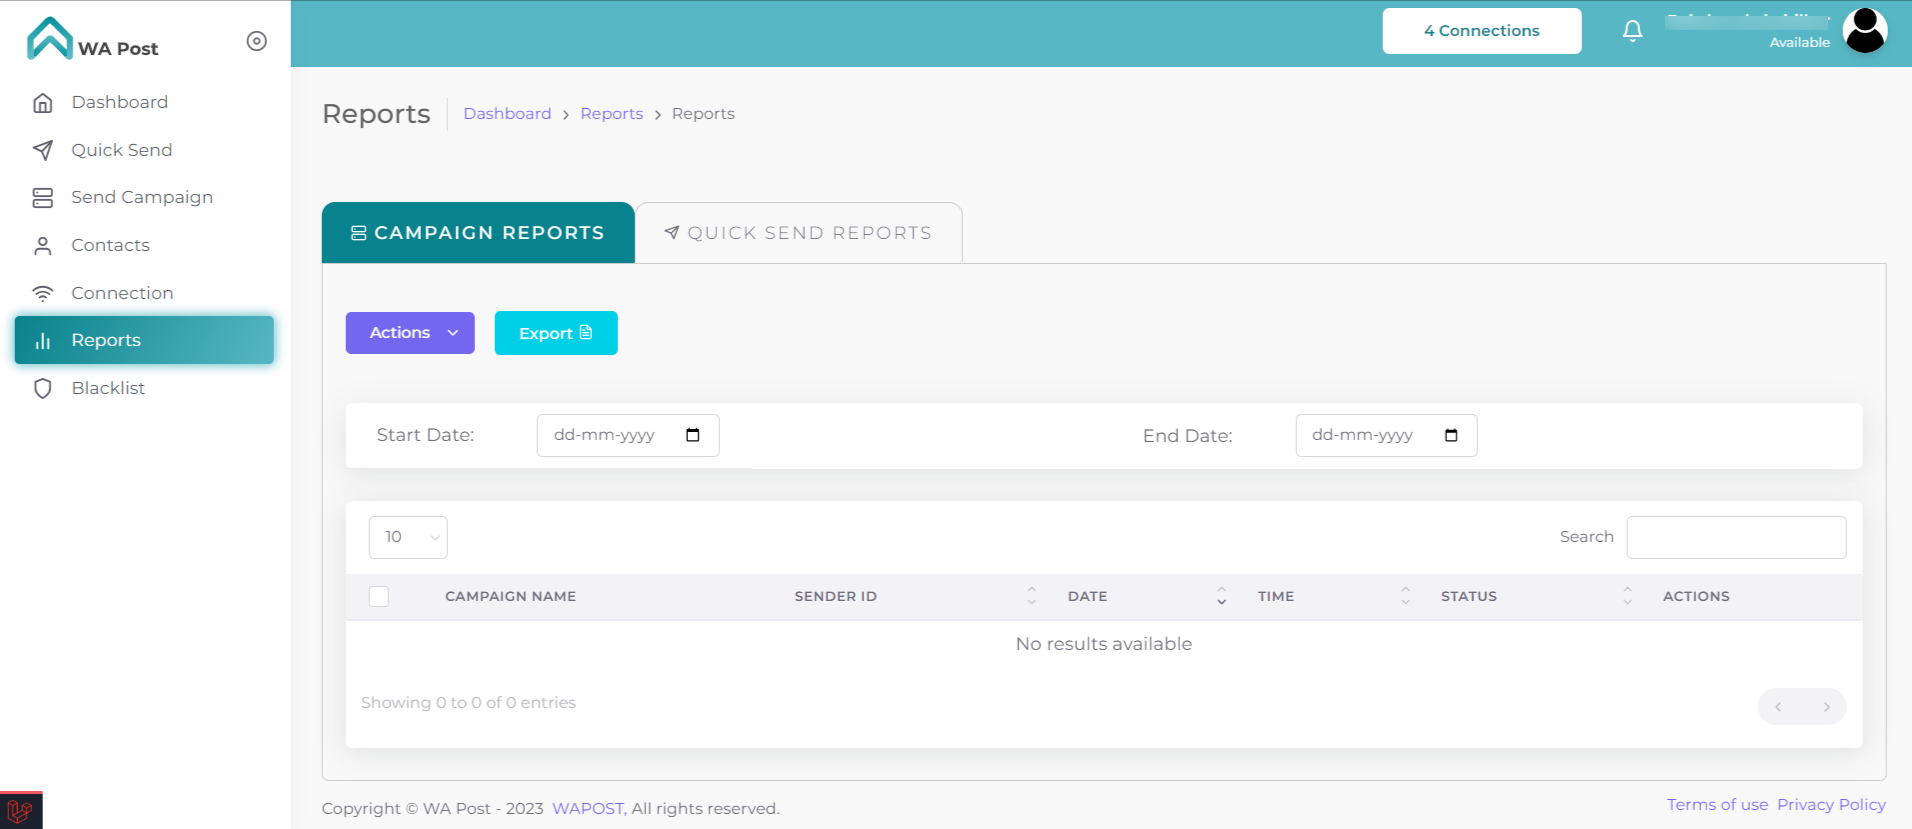 WA Post
4 Connections
Available
Dashboard
Quick Send
Send Campaign
Contacts
Connection
Reports
Blacklist
Reports
Dashboard > Reports > Reports
CAMPAIGN REPORTS
QUICK SEND REPORTS
Actions
Export
Start Date:
dd-mm-yyyy
End Date:
dd-mm-yyyy
10
Search
CAMPAIGN NAME
SENDER ID
DATE
TIME
STATUS
ACTIONS
No results available
Showing 0 to 0 of 0 entries
Copyright © WA Post - 2023 WAPOST, All rights reserved.
Terms of use Privacy Policy